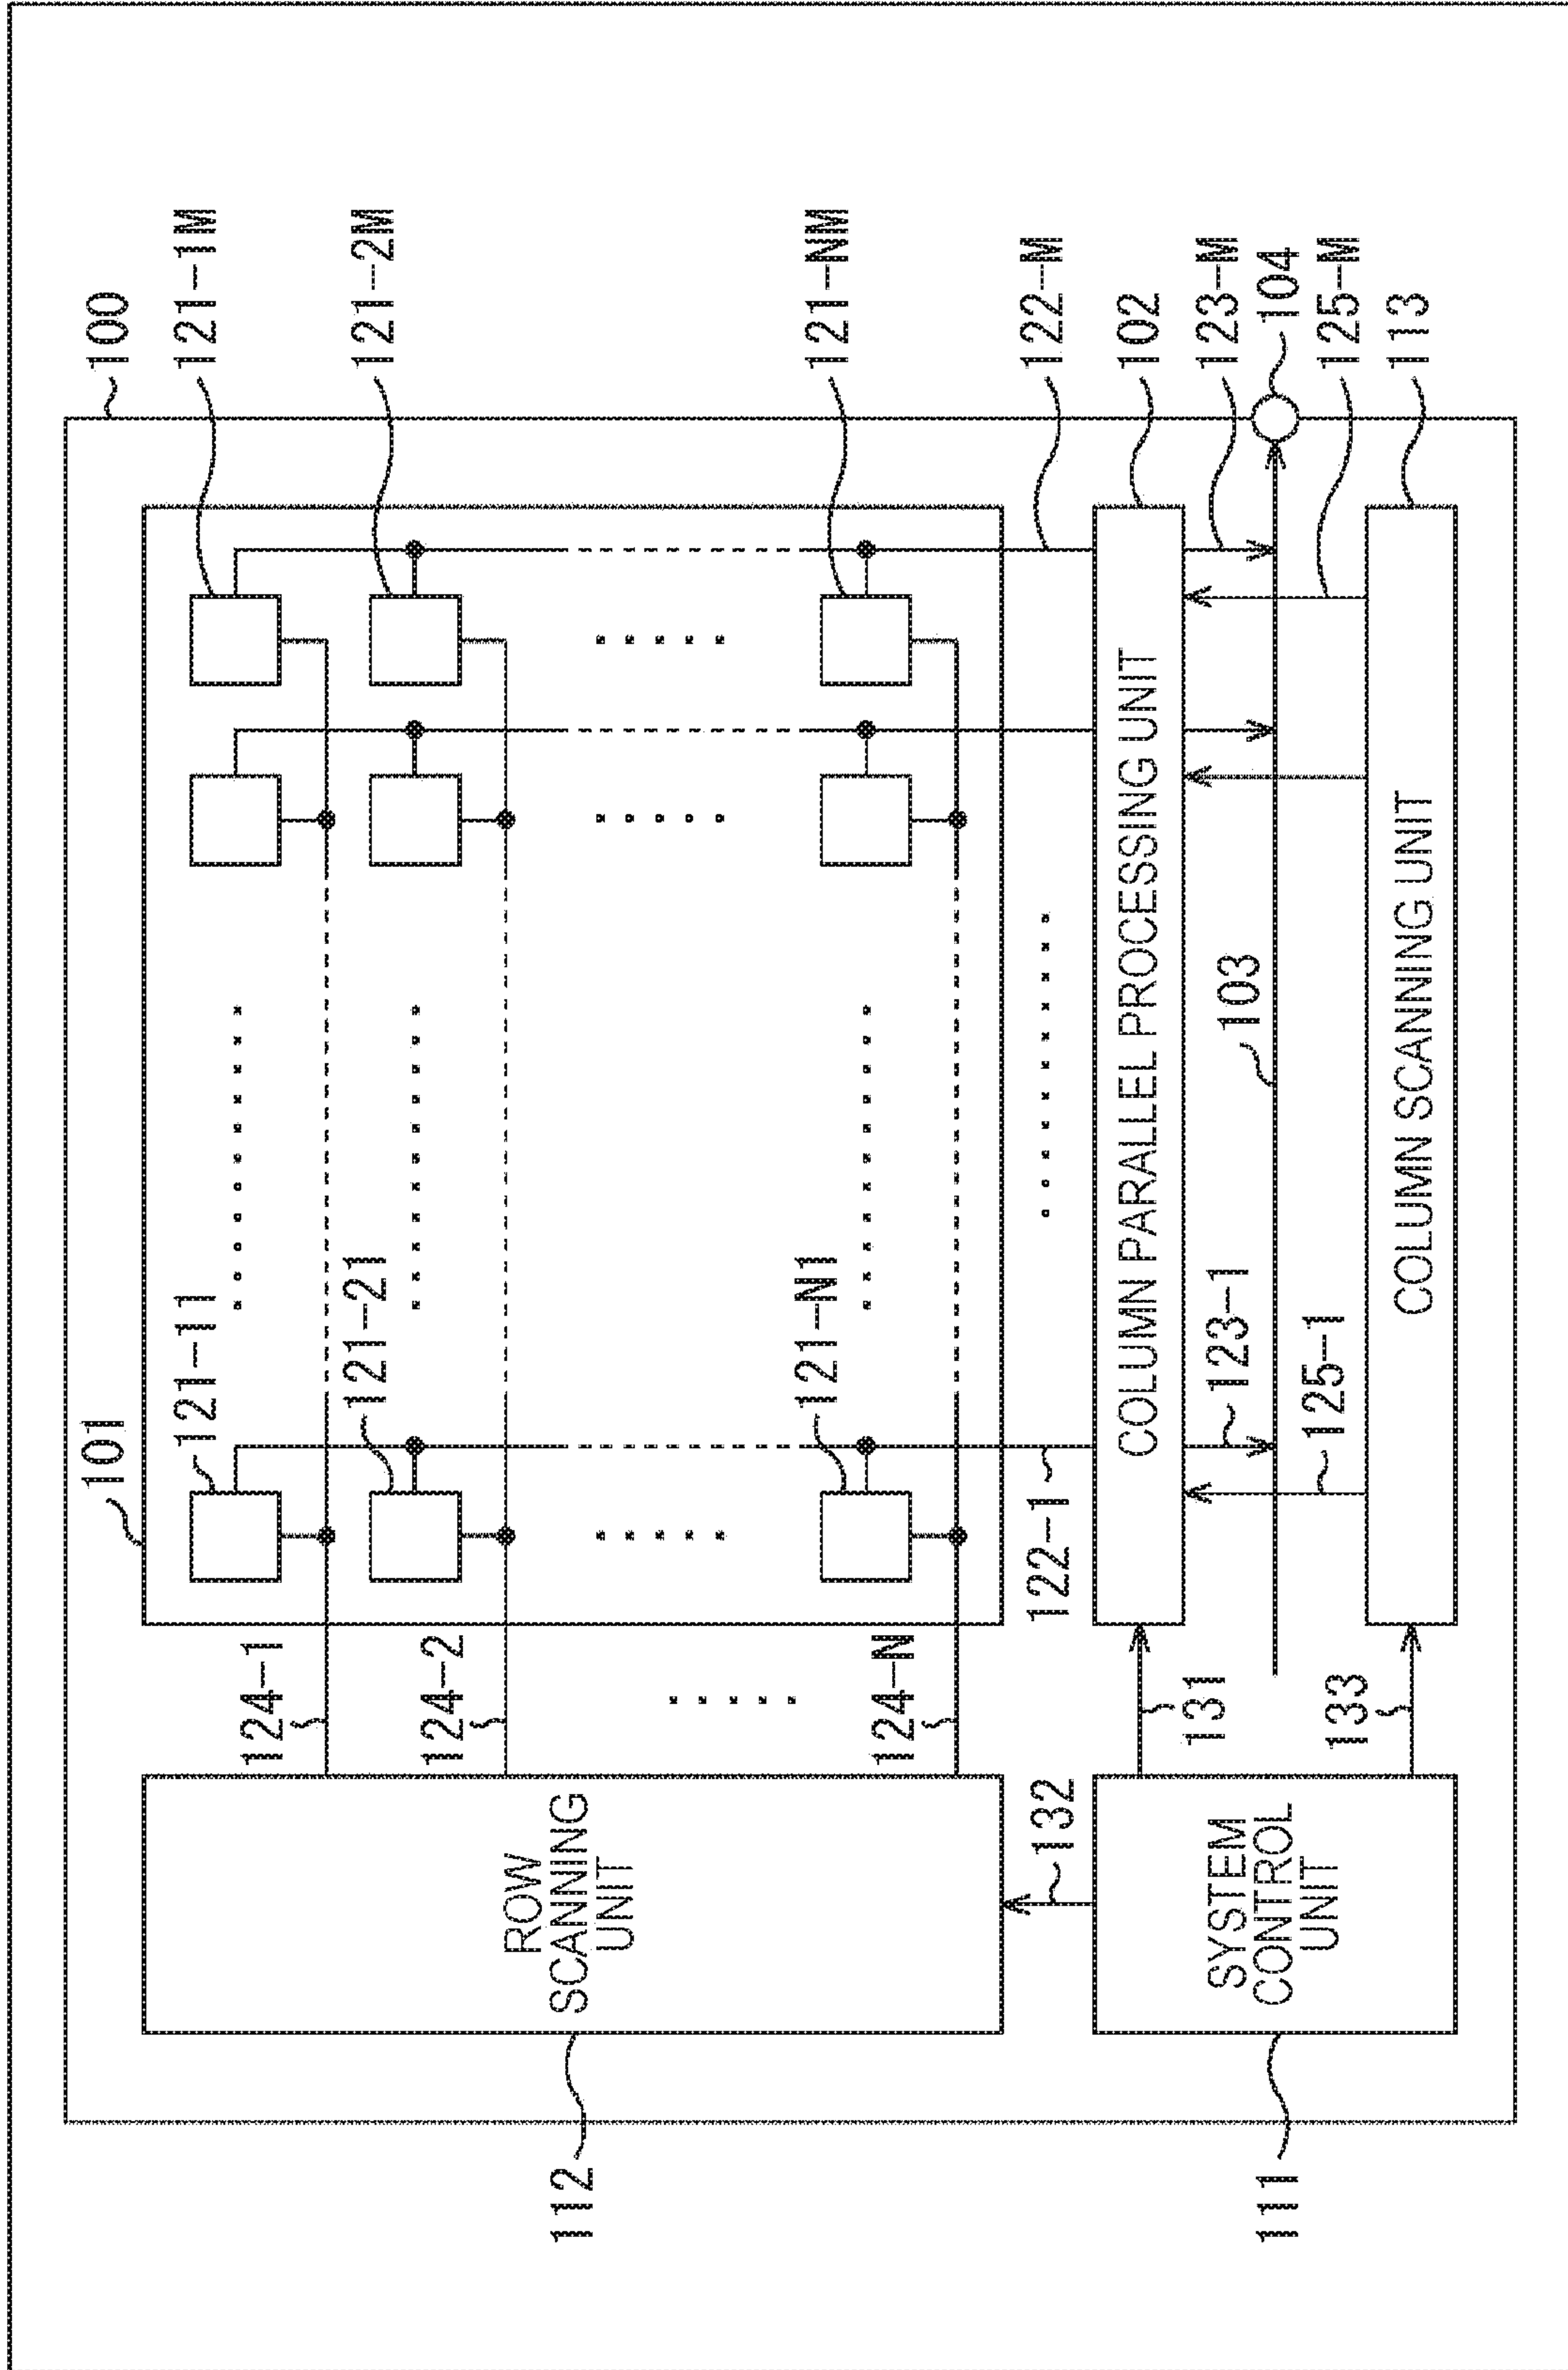 100
101
121-11
121-1M
124-1
121-21
121-2M
124-2
ROW
SCANNING
UNIT
112
121-N1
121-NM
124-N
132
122-1
122-M
COLUMN PARALLEL PROCESSING UNIT
102
131
123-1
123-M
103
104
SYSTEM
CONTROL
UNIT
111
125-1
125-M
133
COLUMN SCANNING UNIT
113